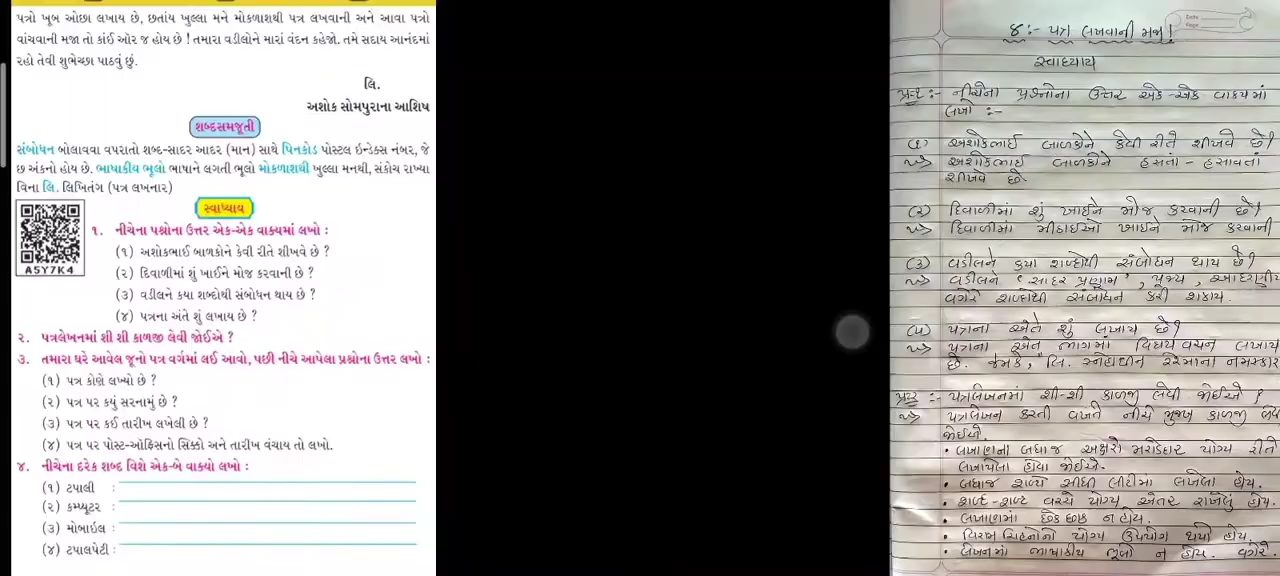 પત્રો ખૂબ ઓછા લખાય છે, છતાંય ખુલ્લા મને મોકળાશથી પત્ર લખવાની અને આવા પત્રો
વાંચવાની મજા તો કાંઈ ઓર જ હોય છે ! તમારા વડીલોને મારાં વંદન કહેજો. તમે સદાય આનંદમાં
રહો તેવી શુભેચ્છા પાઠવું છું.
લિ.
અશોક સોમપુરાના આશિષ
શબ્દસમજૂતી
સંબોધન બોલાવવા વપરાતો શબ્દ-સાદર આદર (માન) સાથે પિનકોડ પોસ્ટલ ઇન્ડેક્સ નંબર, જે
છ અંકનો હોય છે. ભાષાકીય ભૂલો ભાષાને લગતી ભૂલો મોકળાશથી ખુલ્લા મનથી, સંકોચ રાખ્યા
વિના લિ. લિખિતંગ (પત્ર લખનાર)
સ્વાધ્યાય
A5Y7K4
૧. નીચેના પ્રશ્નોના ઉત્તર એક-એક વાક્યમાં લખો :
(૧) અશોકભાઈ બાળકોને કેવી રીતે શીખવે છે ?
(૨) દિવાળીમાં શું ખાઈને મોજ કરવાની છે ?
(૩) વડીલને કયા શબ્દોથી સંબોધન થાય છે ?
(૪) પત્રના અંતે શું લખાય છે ?
૨. પત્રલેખનમાં શી શી કાળજી લેવી જોઈએ ?
૩. તમારા ઘરે આવેલ જૂનો પત્ર વર્ગમાં લઈ આવો, પછી નીચે આપેલા પ્રશ્નોના ઉત્તર લખો :
(૧) પત્ર કોણે લખ્યો છે ?
(૨) પત્ર પર કયું સરનામું છે ?
(૩) પત્ર પર કઈ તારીખ લખેલી છે ?
(૪) પત્ર પર પોસ્ટ-ઓફિસનો સિક્કો અને તારીખ વંચાય તો લખો.
૪. નીચેના દરેક શબ્દ વિશે એક-બે વાક્યો લખો :
(૧) ટપાલી :
(૨) કમ્પ્યૂટર :
(૩) મોબાઇલ :
(૪) ટપાલપેટી :
Date
Page
૪:- પત્ર લખવાની મજા!
સ્વાધ્યાય
પ્રશ્ન૧:- નીચેના પ્રશ્નોના ઉત્તર એક-એક વાક્યમાં
લખો :-
(૧) અશોકભાઈ બાળકોને કેવી રીતે શીખવે છે?
અશોકભાઈ બાળકોને હસતાં - હસાવતાં
શીખવે છે.
(૨) દિવાળીમાં શું ખાઈને મોજ કરવાની છે?
દિવાળીમાં મીઠાઈઓ ખાઈને મોજ કરવાની
(૩) વડીલને કયા શબ્દોથી સંબોધન થાય છે?
વડીલને 'સાદર પ્રણામ', પૂજ્ય, આદરણીય
વગેરે શબ્દોથી સંબોધન કરી શકાય.
(૪) પત્રના અંતે શું લખાય છે?
પત્રના અંત ભાગમાં વિદાય વચન લખાય
છે. જેમકે, લિ. સ્નેહાધીન રેશ્માના નમસ્કાર
પ્રશ્ન૨:- પત્રલેખનમાં શી-શી કાળજી લેવી જોઈએ?
પત્રલેખન કરતી વખતે નીચે મુજબ કાળજી લેવી
જોઈએ.
• લખાણના બધાજ અક્ષરો મરોડદાર યોગ્ય રીતે
લખાયેલા હોવા જોઈએ.
• બધાજ શબ્દો સીધી લીટીમાં લખેલા હોય.
• શબ્દ-શબ્દ વચ્ચે યોગ્ય અંતર રાખેલું હોય.
• લખાણમાં છેક છાક ન હોય.
• વિરામ ચિહ્નોનો યોગ્ય ઉપયોગ થયો હોય.
• લેખનમાં ભાષાકીય ભૂલો ન હોય. વગેરે.